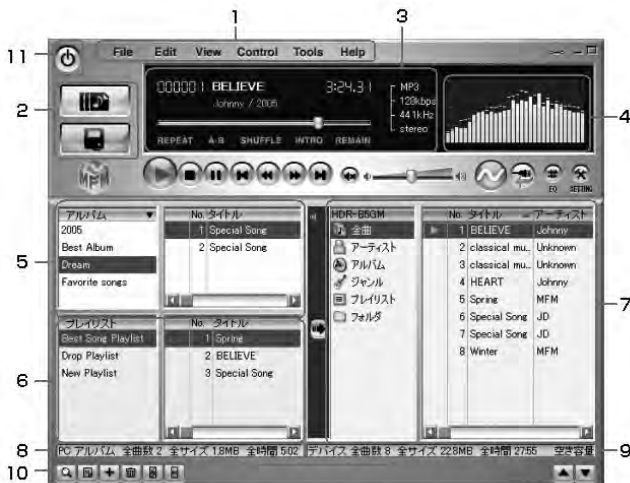 1
3
11
File Edit View Control Tools Help
000001 BELIEVE 3:24.31
Johnny / 2005
MP3
128kbps
44.1kHz
stereo
REPEAT A-B SHUFFLE INTRO REMAIN
2
4
MFM
EQ SETTING
アルバム
2005
Best Album
Dream
Favorite songs
No. タイトル
1 Special Song
2 Special Song
5
プレイリスト
Best Song Playlist
Drop Playlist
New Playlist
No. タイトル
1 Spring
2 BELIEVE
3 Special Song
6
HDR-B5GM
全曲
アーティスト
アルバム
ジャンル
プレイリスト
フォルダ
No. タイトル アーティスト
1 BELIEVE Johnny
2 classical mu... Unknown
3 classical mu... Unknown
4 HEART Johnny
5 Spring MFM
6 Special Song JD
7 Special Song JD
8 Winter MFM
7
8
PC アルバム 全曲数 2 全サイズ 1.8MB 全時間 5:02
デバイス 全曲数 8 全サイズ 22.8MB 全時間 27:55 空き容量
9
10